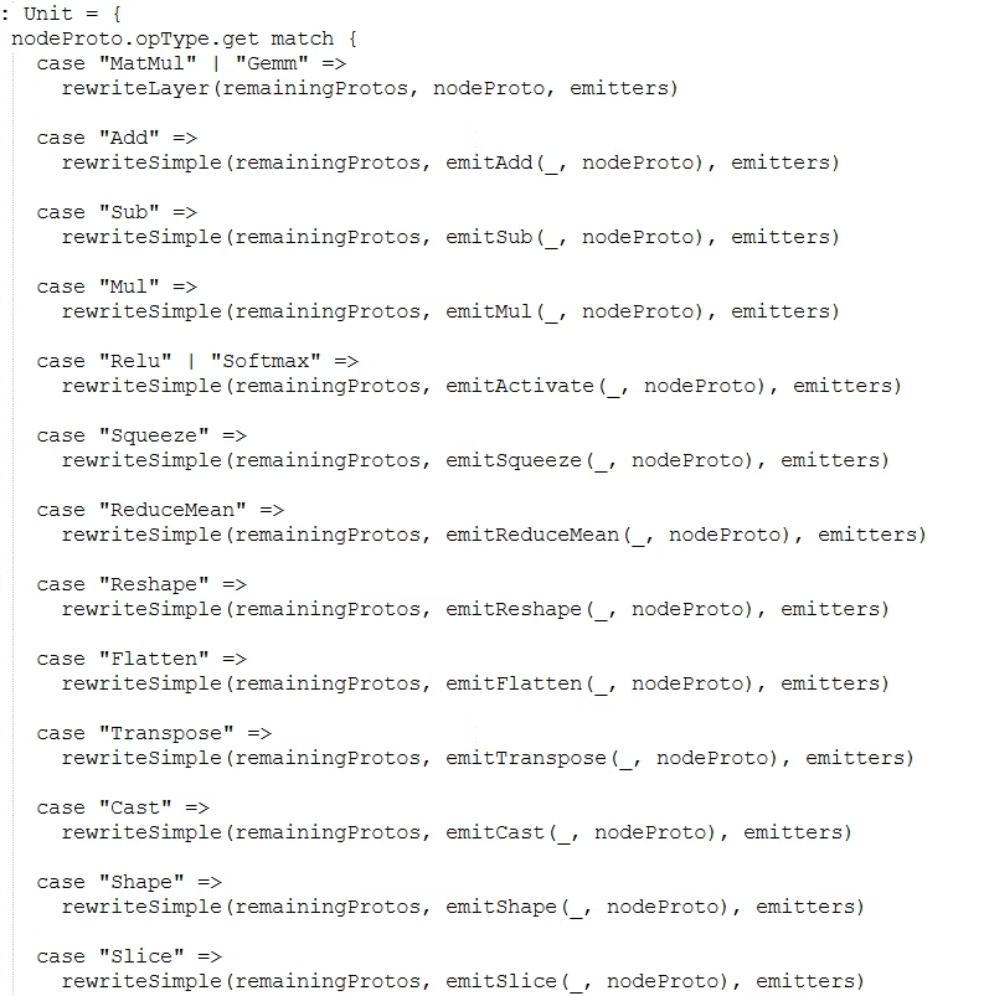 : Unit = {
nodeProto.opType.get match {
case "MatMul" | "Gemm" =>
rewriteLayer(remainingProtos, nodeProto, emitters)
case "Add" =>
rewriteSimple(remainingProtos, emitAdd(_, nodeProto), emitters)
case "Sub" =>
rewriteSimple(remainingProtos, emitSub(_, nodeProto), emitters)
case "Mul" =>
rewriteSimple(remainingProtos, emitMul(_, nodeProto), emitters)
case "Relu" | "Softmax" =>
rewriteSimple(remainingProtos, emitActivate(_, nodeProto), emitters)
case "Squeeze" =>
rewriteSimple(remainingProtos, emitSqueeze(_, nodeProto), emitters)
case "ReduceMean" =>
rewriteSimple(remainingProtos, emitReduceMean(_, nodeProto), emitters)
case "Reshape" =>
rewriteSimple(remainingProtos, emitReshape(_, nodeProto), emitters)
case "Flatten" =>
rewriteSimple(remainingProtos, emitFlatten(_, nodeProto), emitters)
case "Transpose" =>
rewriteSimple(remainingProtos, emitTranspose(_, nodeProto), emitters)
case "Cast" =>
rewriteSimple(remainingProtos, emitCast(_, nodeProto), emitters)
case "Shape" =>
rewriteSimple(remainingProtos, emitShape(_, nodeProto), emitters)
case "Slice" =>
rewriteSimple(remainingProtos, emitSlice(_, nodeProto), emitters)